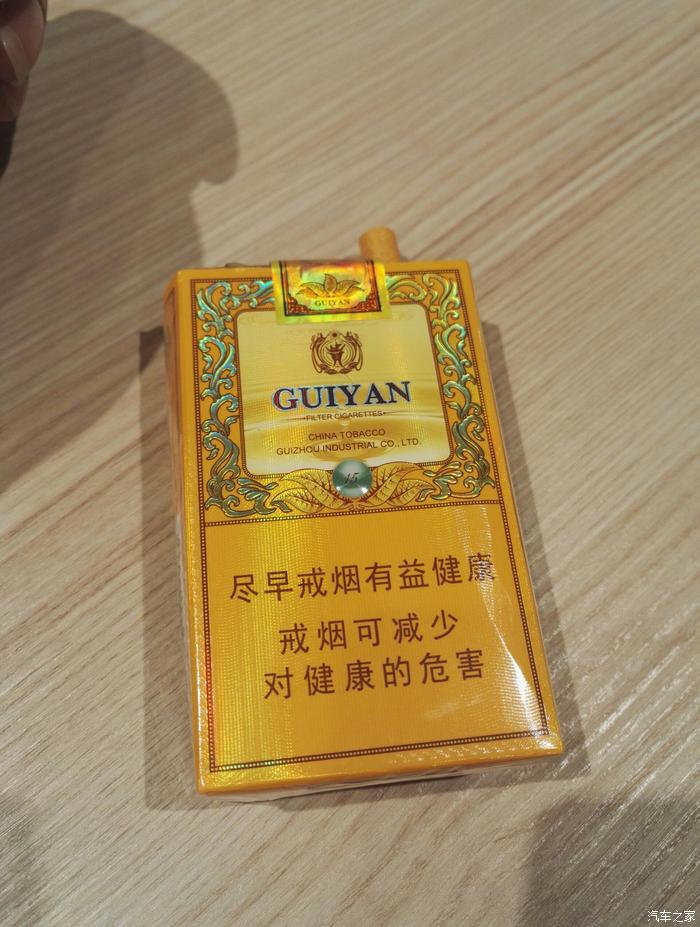 GUIYAN
GUIYAN
·FILTER CIGARETTES·
CHINA TOBACCO
GUIZHOU INDUSTRIAL CO., LTD.
15
尽早戒烟有益健康
戒烟可减少
对健康的危害
汽车之家